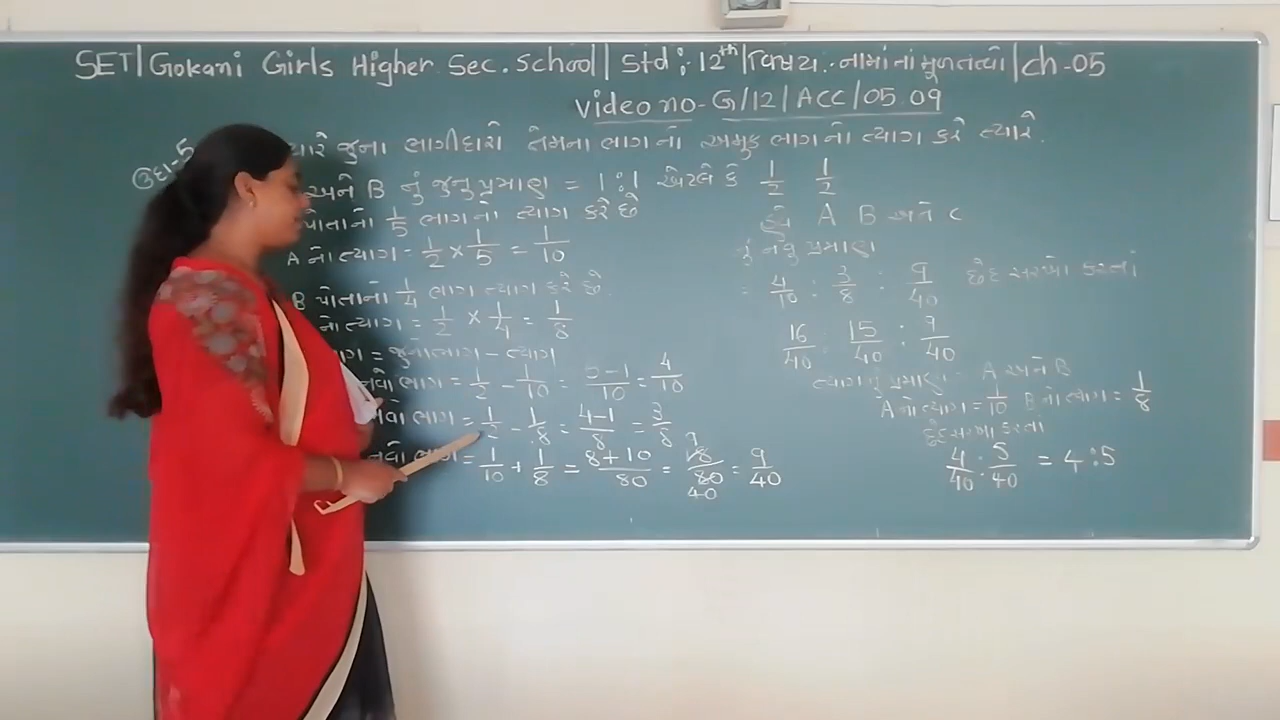 SET | Gokani Girls Higher Sec. School | Std : 12th | વિષય :- નામાંનાં મૂળતત્વો | ch-05
Video no - G/12 | ACC | 05.09
ઉદા-5
જુના ભાગીદારો તેમના ભાગનો અમુક ભાગનો ત્યાગ કરે ત્યારે.
અને B નું જુનુ પ્રમાણ = 1:1 એટલે કે 1/2 1/2
પોતાનો 1/5 ભાગનો ત્યાગ કરે છે
A નો ત્યાગ = 1/2 × 1/5 = 1/10
B પોતાનો 1/4 ભાગ ત્યાગ કરે છે.
નો ત્યાગ = 1/2 × 1/4 = 1/8
= જુનોભાગ - ત્યાગ
નવો ભાગ = 1/2 - 1/10 = 5-1/10 = 4/10
નવો ભાગ = 1/2 - 1/8 = 4-1/8 = 3/8
નવો ભાગ = 1/10 + 1/8 = 8+10/80 = 18/80 = 9/40
9
40
હવે A B અને C
નું નવુ પ્રમાણ
= 4/10 : 3/8 : 9/40 છેદ સરખો કરતાં
16/40 : 15/40 : 9/40
ત્યાગનું પ્રમાણ - A અને B
A નો ત્યાગ = 1/10 B નો ભાગ = 1/8
છેદ સરખા કરતા
4/40 : 5/40 = 4:5